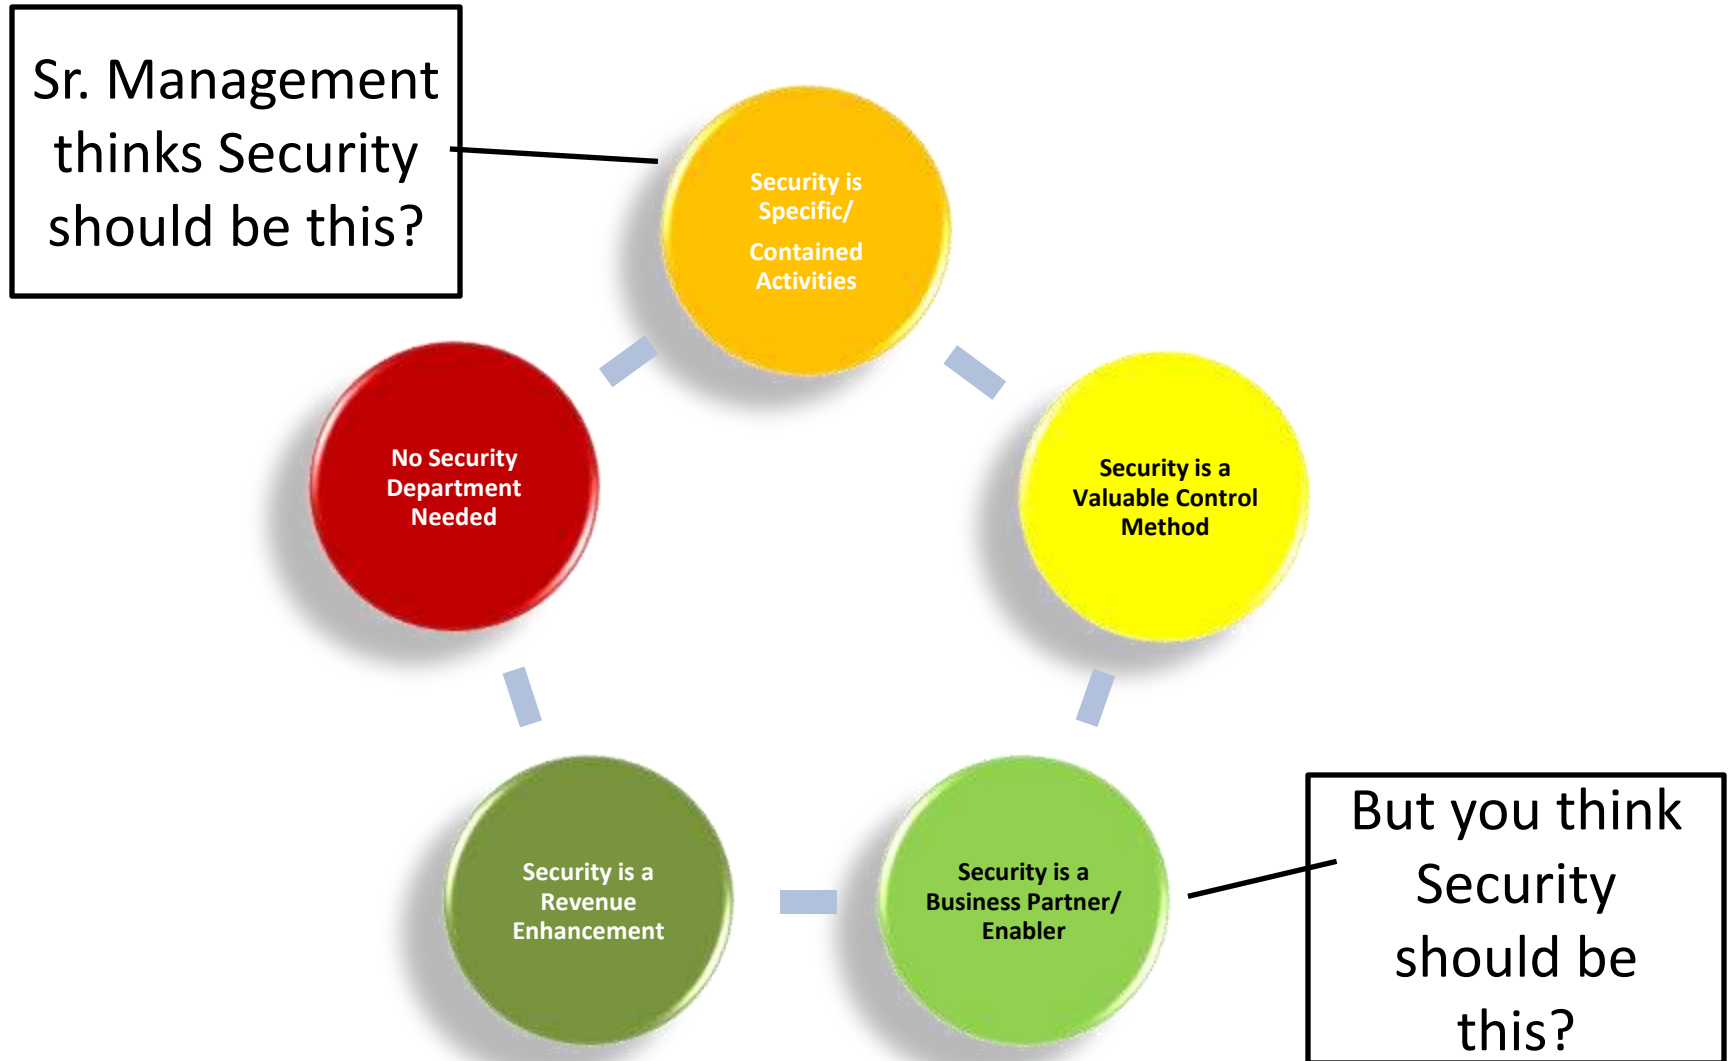 Sr. Management
thinks Security
should be this?
Security is
Specific/
Contained
Activities
No Security
Department
Needed
Security is a
Valuable Control
Method
Security is a
Revenue
Enhancement
Security is a
Business Partner/
Enabler
But you think
Security
should be
this?